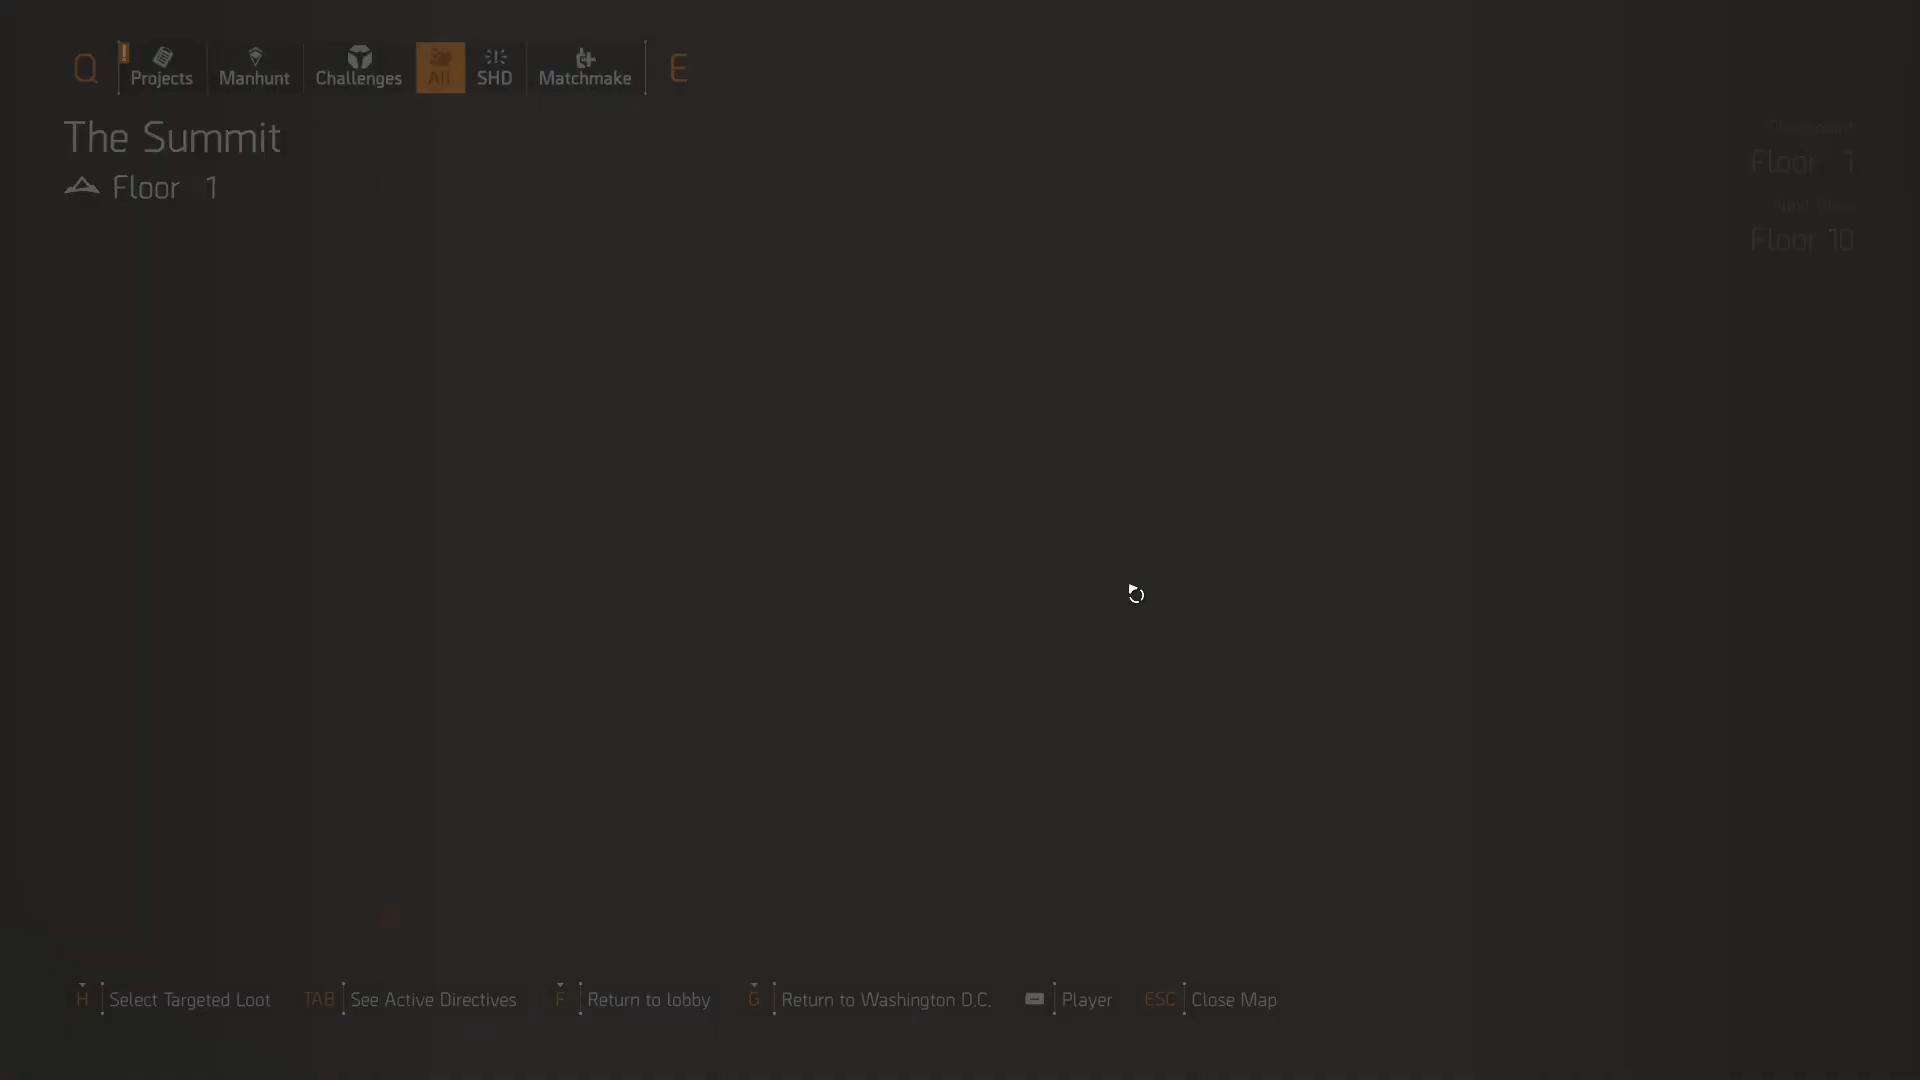 Q
! Projects Manhunt Challenges All SHD Matchmake
E
The Summit
Floor 1
Checkpoint
Floor 1
Floor 10
H Select Targeted Loot TAB See Active Directives F Return to lobby G Return to Washington D.C. Player ESC Close Map